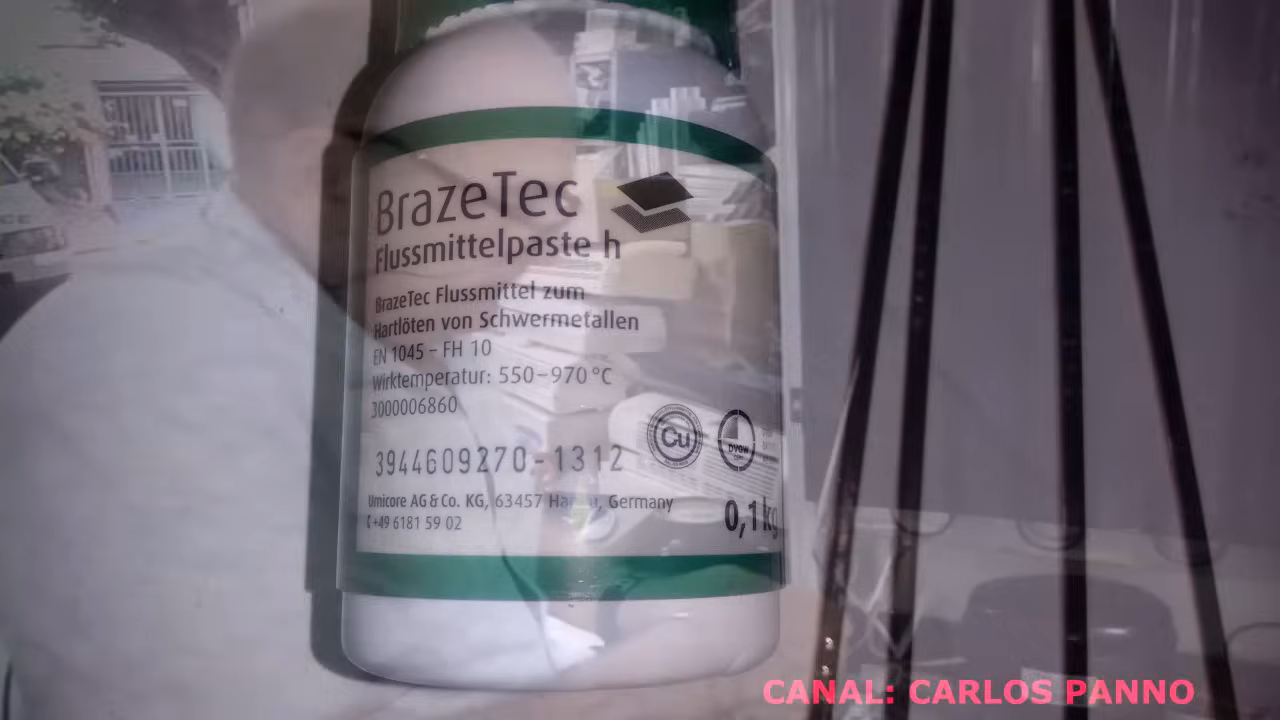 BrazeTec
Flussmittelpaste h
BrazeTec Flussmittel zum
Hartlöten von Schwermetallen
EN 1045 – FH 10
Wirktemperatur: 550–970 °C
3000006860
Cu
DVGW
3944609270-1312
Umicore AG & Co. KG, 63457 Germany
+49 6181 59 02
0,1 kg
CANAL: CARLOS PANNO